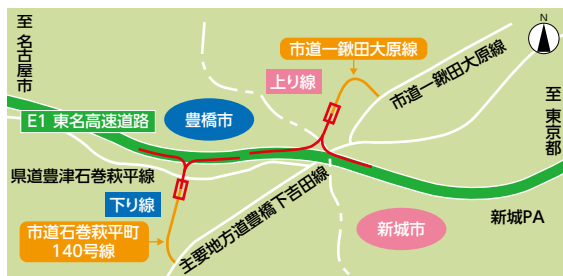 至 名古屋市
N
市道一鍬田大原線
上り線
市道一鍬田大原線
至 東京都
E1 東名高速道路
豊橋市
県道豊津石巻萩平線
下り線
主要地方道豊橋下吉田線
新城市
新城PA
市道石巻萩平町
140号線